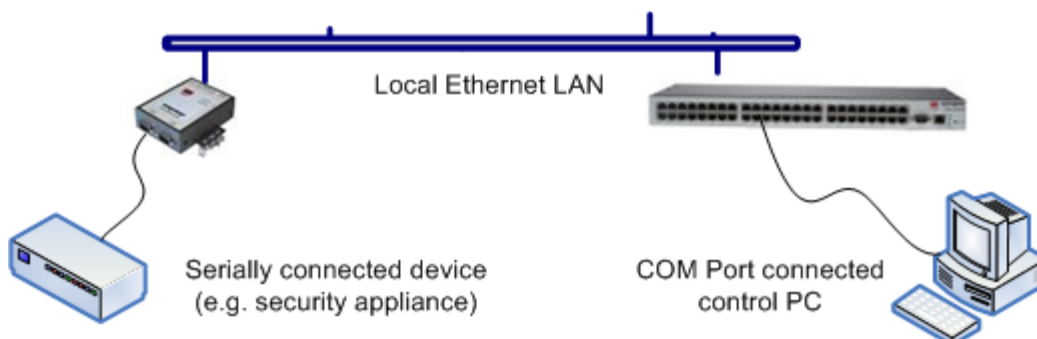 Local Ethernet LAN
Serially connected device
(e.g. security appliance)
COM Port connected
control PC